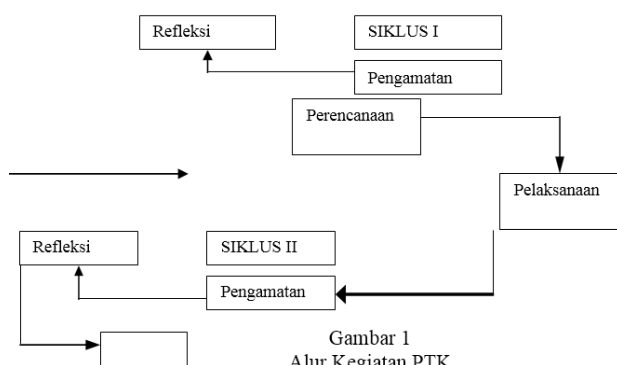 Refleksi
SIKLUS I
Pengamatan
Perencanaan
Pelaksanaan
Refleksi
SIKLUS II
Pengamatan
Gambar 1
Alur Kegiatan PTK